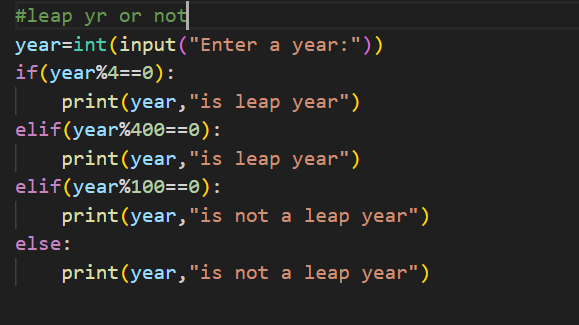 #leap yr or not
year=int(input("Enter a year:"))
if(year%4==0):
    print(year,"is leap year")
elif(year%400==0):
    print(year,"is leap year")
elif(year%100==0):
    print(year,"is not a leap year")
else:
    print(year,"is not a leap year")